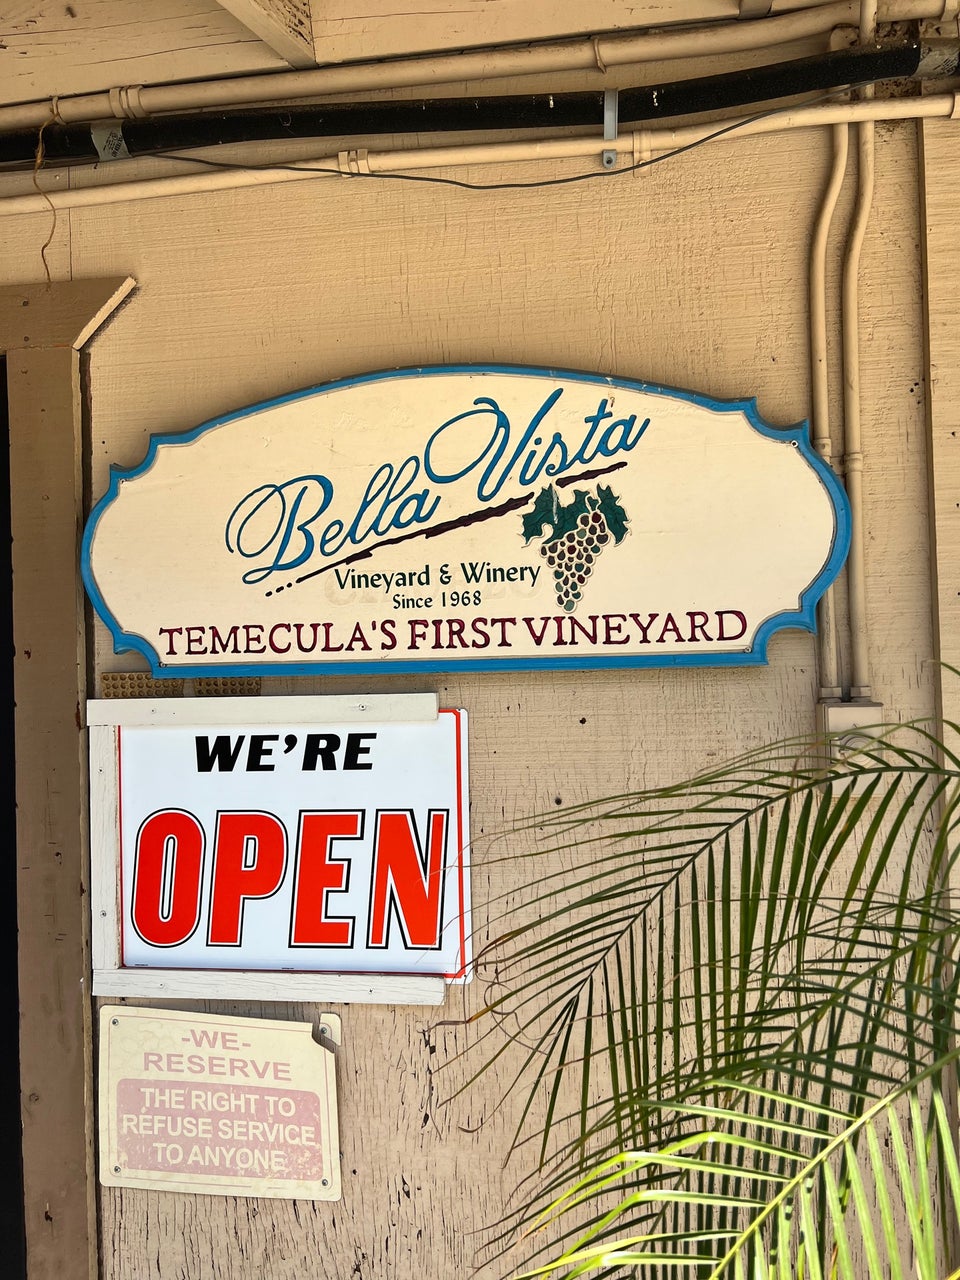 Bella Vista
Vineyard & Winery
Since 1968
TEMECULA'S FIRST VINEYARD
WE'RE
OPEN
-WE-
RESERVE
THE RIGHT TO
REFUSE SERVICE
TO ANYONE